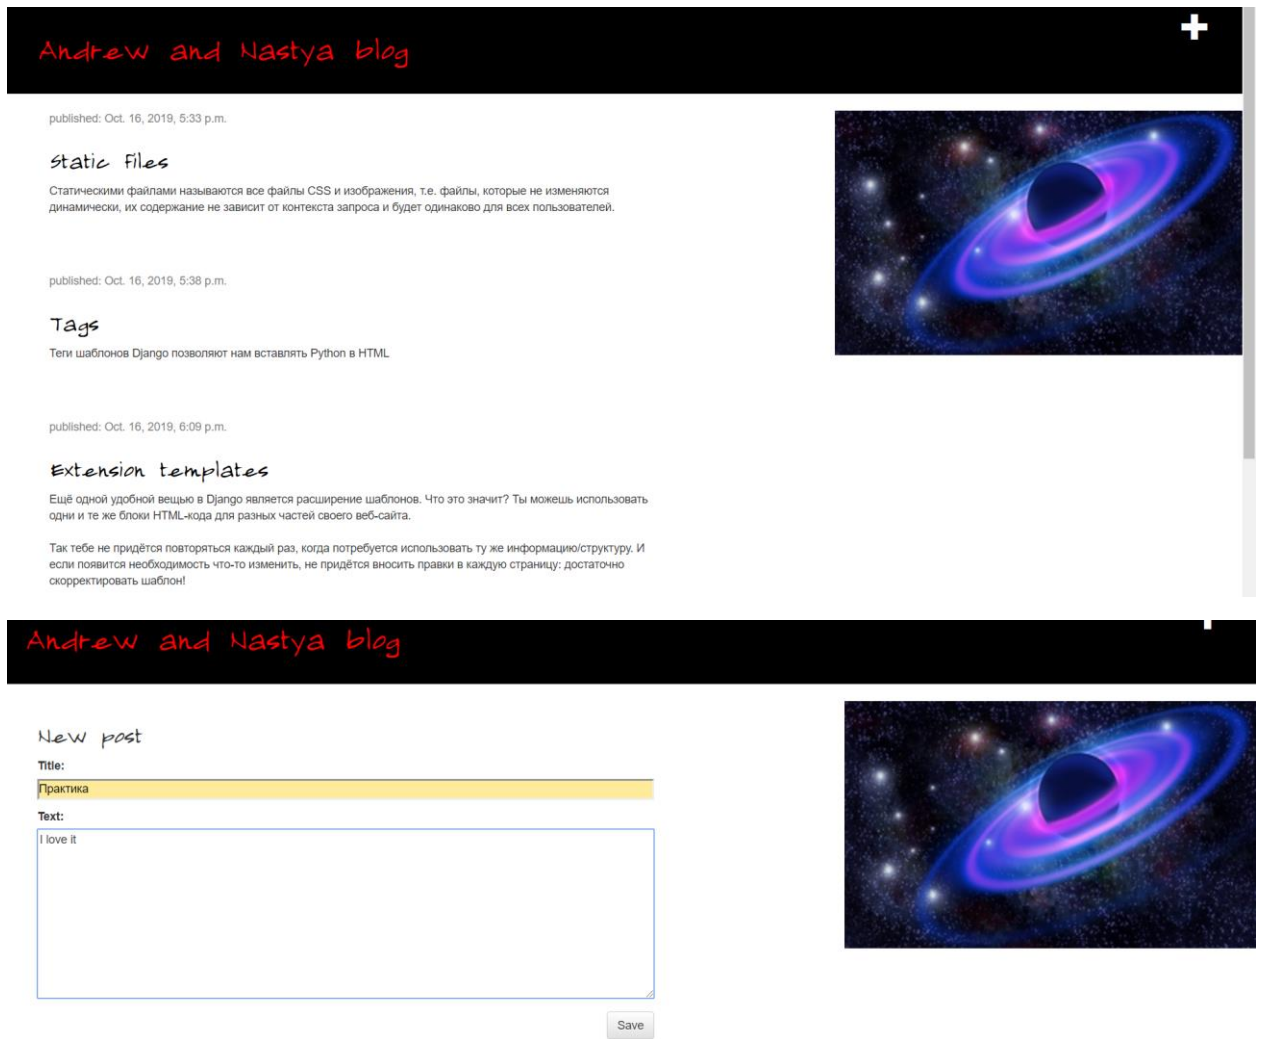 Andrew and Nastya blog
published: Oct. 16, 2019, 5:33 p.m.
Static files
Статическими файлами называются все файлы CSS и изображения, т.е. файлы, которые не изменяются
динамически, их содержание не зависит от контекста запроса и будет одинаково для всех пользователей.
published: Oct. 16, 2019, 5:38 p.m.
Tags
Теги шаблонов Django позволяют нам вставлять Python в HTML
published: Oct. 16, 2019, 6:09 p.m.
Extension templates
Ещё одной удобной вещью в Django является расширение шаблонов. Что это значит? Ты можешь использовать
одни и те же блоки HTML-кода для разных частей своего веб-сайта.
Так тебе не придётся повторяться каждый раз, когда потребуется использовать ту же информацию/структуру. И
если появится необходимость что-то изменить, не придётся вносить правки в каждую страницу: достаточно
скорректировать шаблон!
Andrew and Nastya blog
New post
Title:
Практика
Text:
I love it
Save